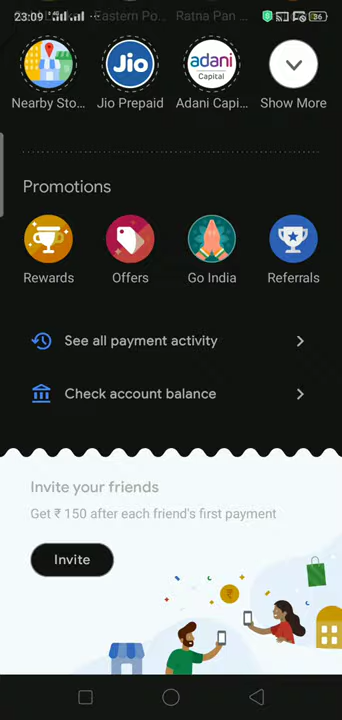 23:09
36
Eastern Po... Ratna Pan ...
Jio
adani
Capital
Nearby Sto... Jio Prepaid Adani Capi... Show More
Promotions
Rewards Offers Go India Referrals
See all payment activity
Check account balance
Invite your friends
Get ₹ 150 after each friend's first payment
Invite
₹